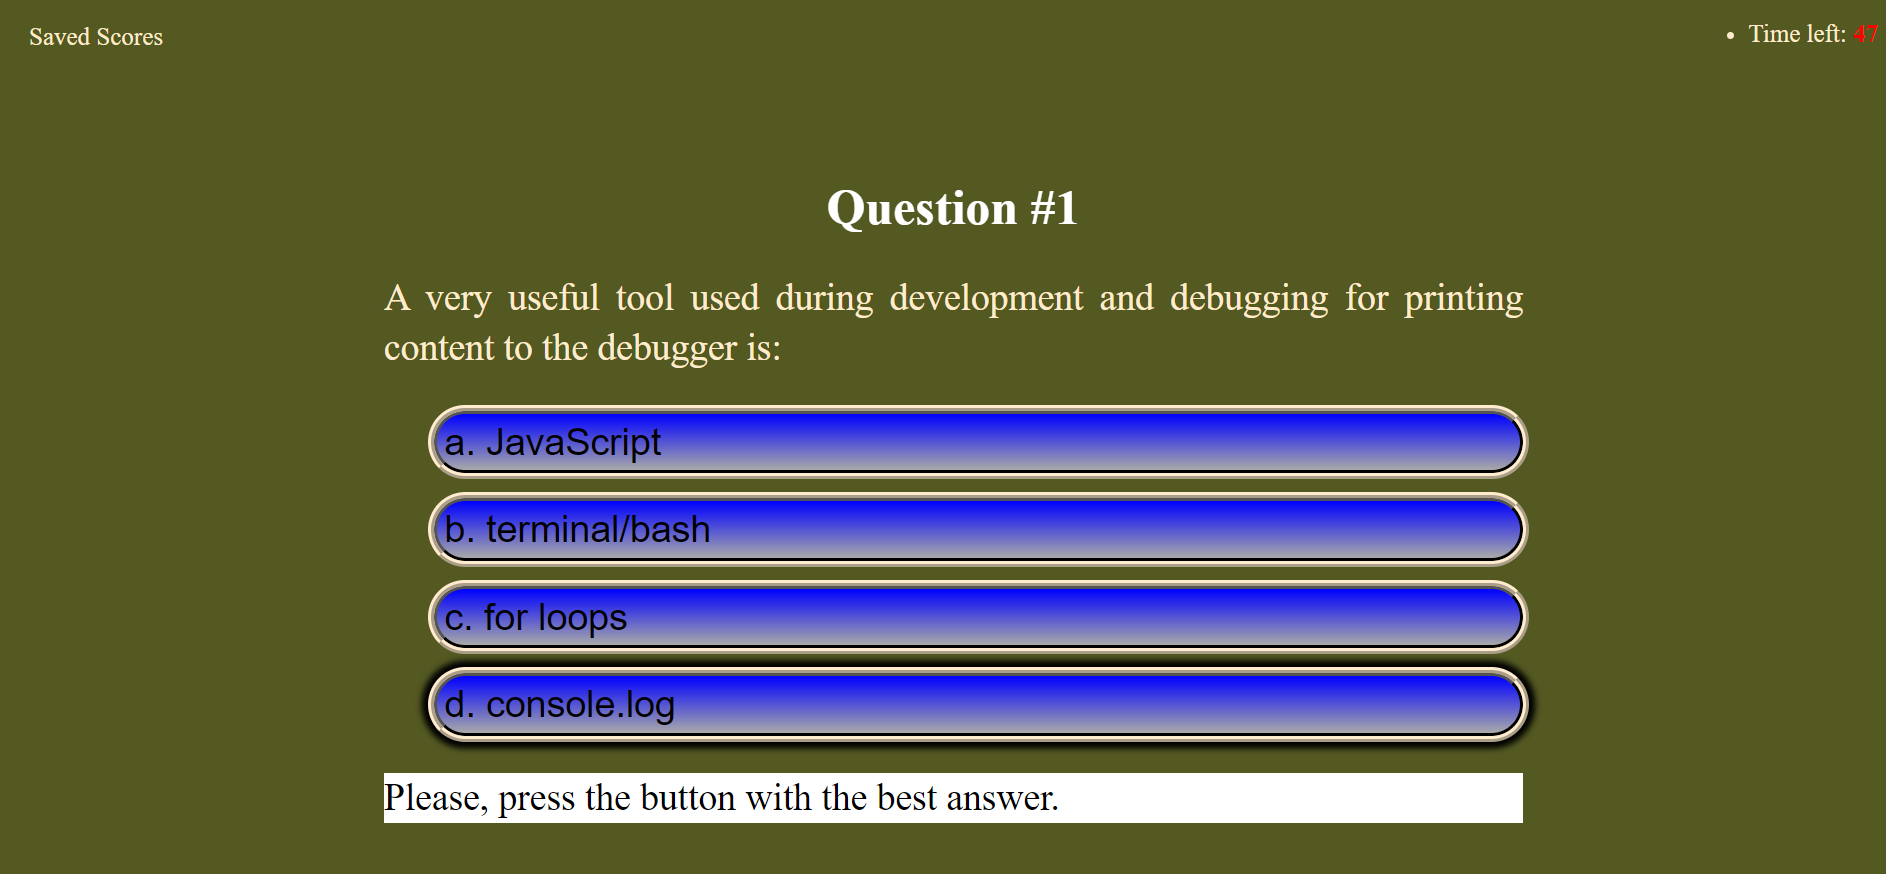 Saved Scores
Time left: 47
Question #1
A very useful tool used during development and debugging for printing
content to the debugger is:
a. JavaScript
b. terminal/bash
c. for loops
d. console.log
Please, press the button with the best answer.